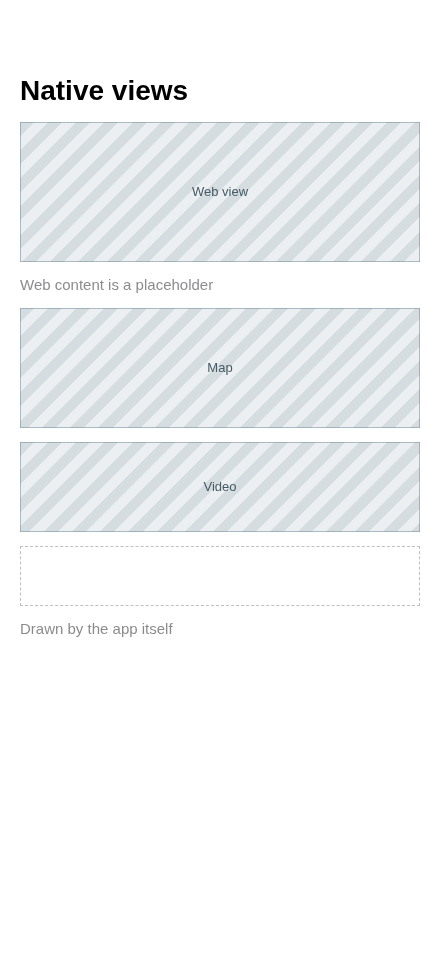 Native views
Web view
Web content is a placeholder
Map
Video
Drawn by the app itself